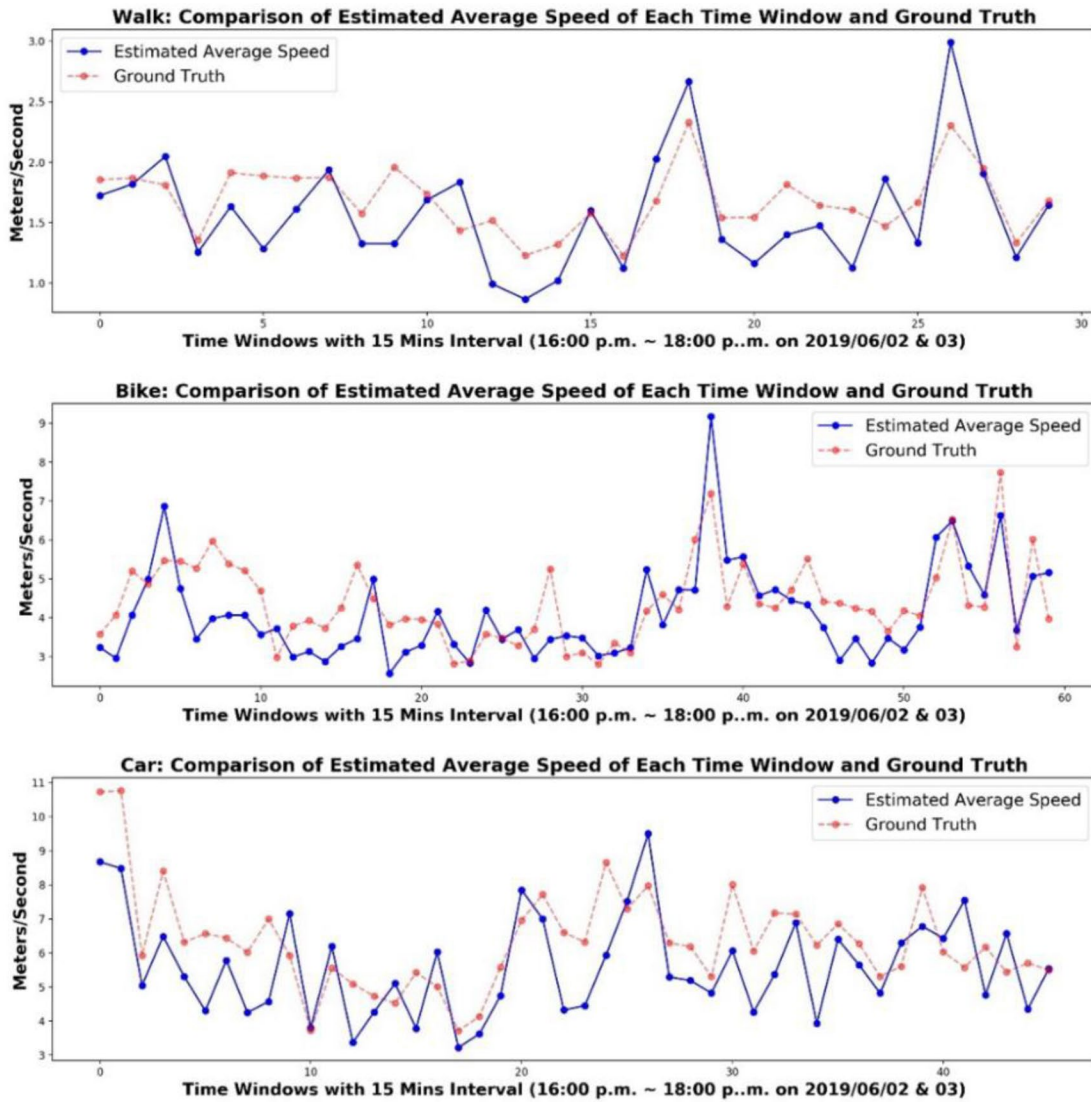 Walk: Comparison of Estimated Average Speed of Each Time Window and Ground Truth
3.0
2.5
2.0
1.5
1.0
Meters/Second
Estimated Average Speed
Ground Truth
0 5 10 15 20 25 30
Time Windows with 15 Mins Interval (16:00 p.m. ~ 18:00 p..m. on 2019/06/02 & 03)
Bike: Comparison of Estimated Average Speed of Each Time Window and Ground Truth
9
8
7
6
5
4
3
Meters/Second
Estimated Average Speed
Ground Truth
0 10 20 30 40 50 60
Time Windows with 15 Mins Interval (16:00 p.m. ~ 18:00 p..m. on 2019/06/02 & 03)
Car: Comparison of Estimated Average Speed of Each Time Window and Ground Truth
11
10
9
8
7
6
5
4
3
Meters/Second
Estimated Average Speed
Ground Truth
0 10 20 30 40
Time Windows with 15 Mins Interval (16:00 p.m. ~ 18:00 p..m. on 2019/06/02 & 03)